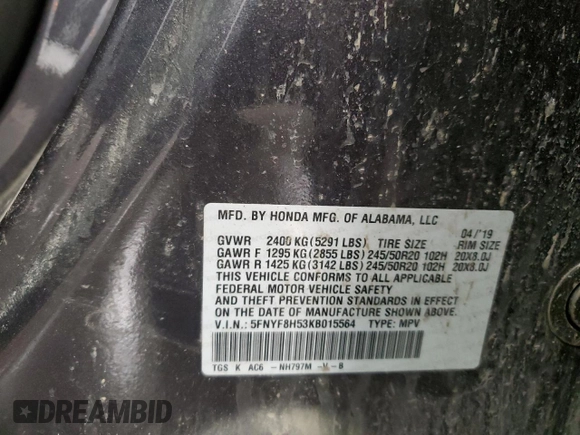 MFD. BY HONDA MFG. OF ALABAMA, LLC
04/'19
GVWR 2400 KG(5291 LBS) TIRE SIZE RIM SIZE
GAWR F 1295 KG(2855 LBS) 245/50R20 102H 20X8.0J
GAWR R 1425 KG(3142 LBS) 245/50R20 102H 20X8.0J
THIS VEHICLE CONFORMS TO ALL APPLICABLE
FEDERAL MOTOR VEHICLE SAFETY
AND THEFT PREVENTION STANDARDS IN EFFECT
ON THE DATE OF MANUFACTURE SHOWN ABOVE.
V.I.N.: 5FNYF8H53KB015564 TYPE: MPV
TGS K AC6 -NH797M -V-B
DREAMBID